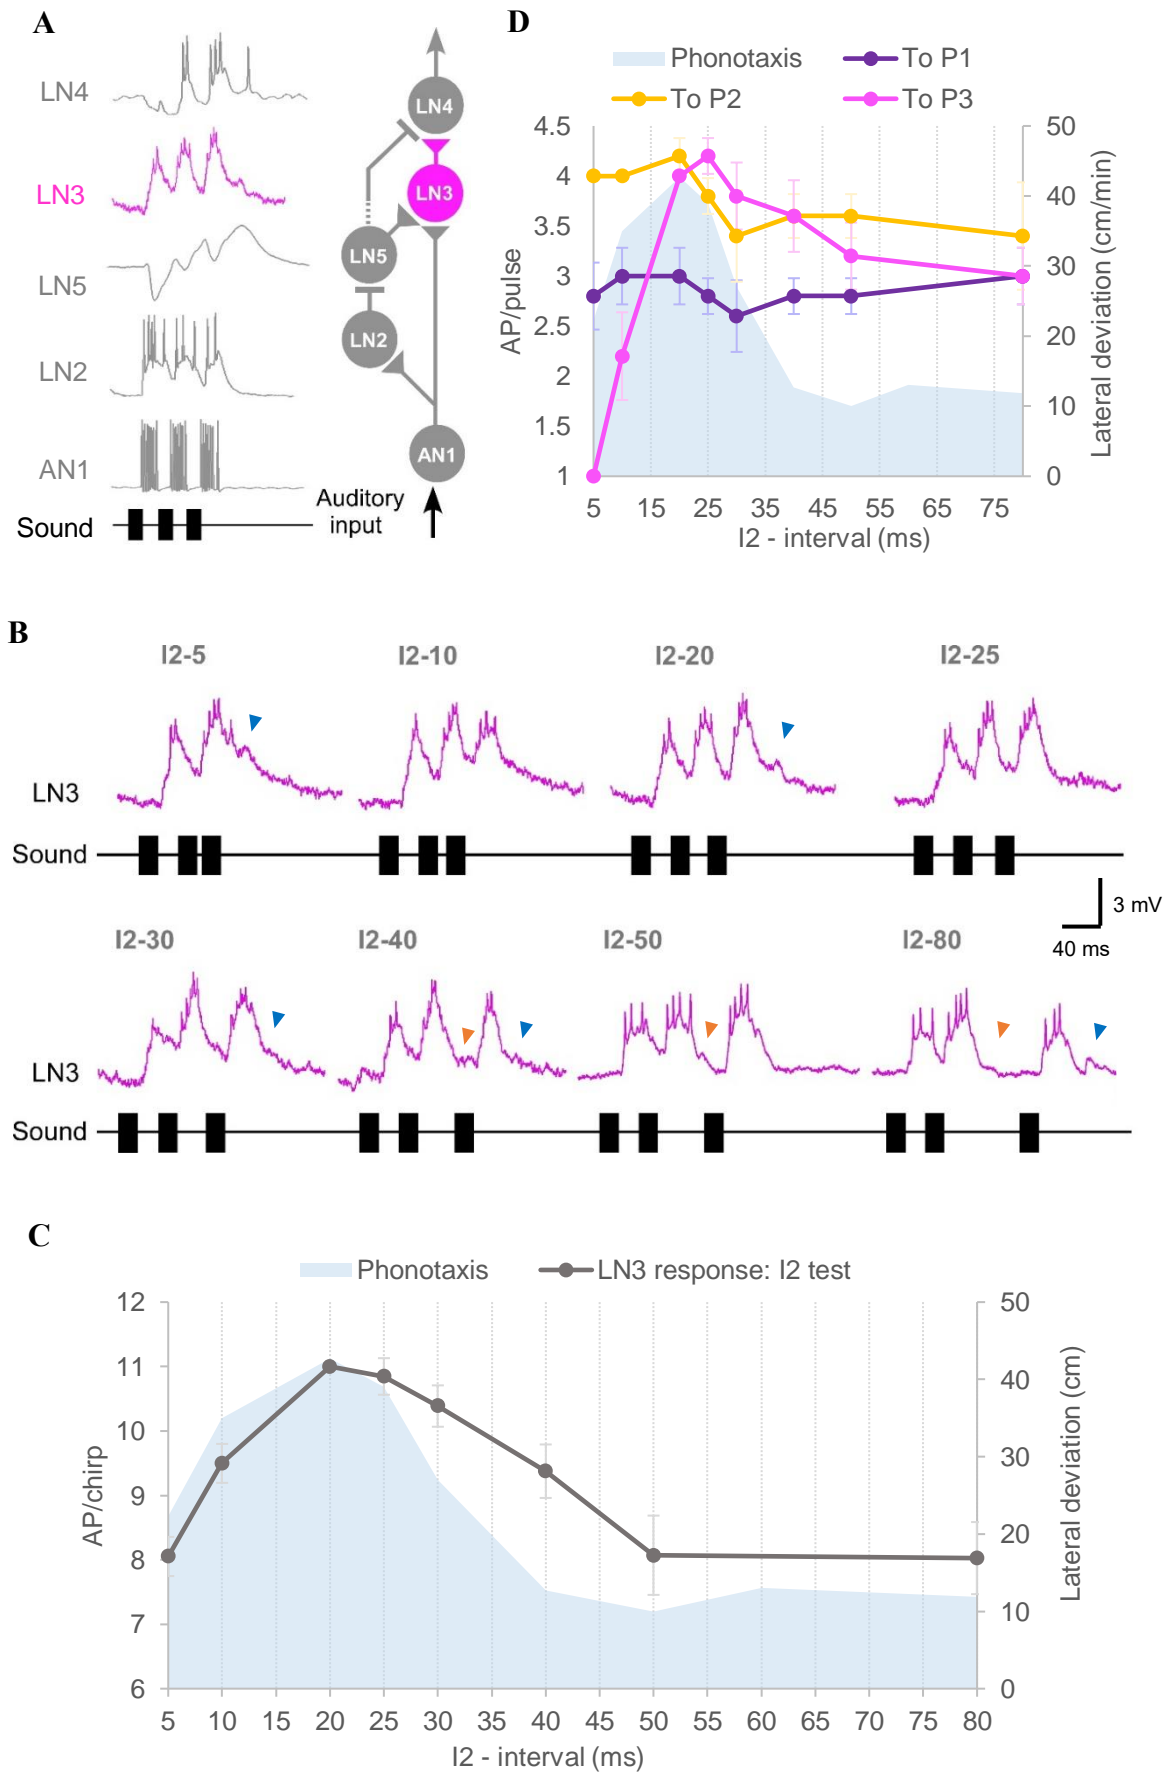 A
LN4
LN3
LN5
LN2
AN1
Sound
LN4
LN3
LN5
LN2
AN1
Auditory
input
D
Phonotaxis
To P1
To P2
To P3
4.5
4
3.5
3
2.5
2
1.5
1
AP/pulse
50
40
30
20
10
0
Lateral deviation (cm/min)
5 15 25 35 45 55 65 75
I2 - interval (ms)
B
I2-5 I2-10 I2-20 I2-25
LN3
Sound
3 mV
40 ms
I2-30 I2-40 I2-50 I2-80
LN3
Sound
C
Phonotaxis
LN3 response: I2 test
12
11
10
9
8
7
6
AP/chirp
50
40
30
20
10
0
Lateral deviation (cm)
5 10 15 20 25 30 35 40 45 50 55 60 65 70 75 80
I2 - interval (ms)